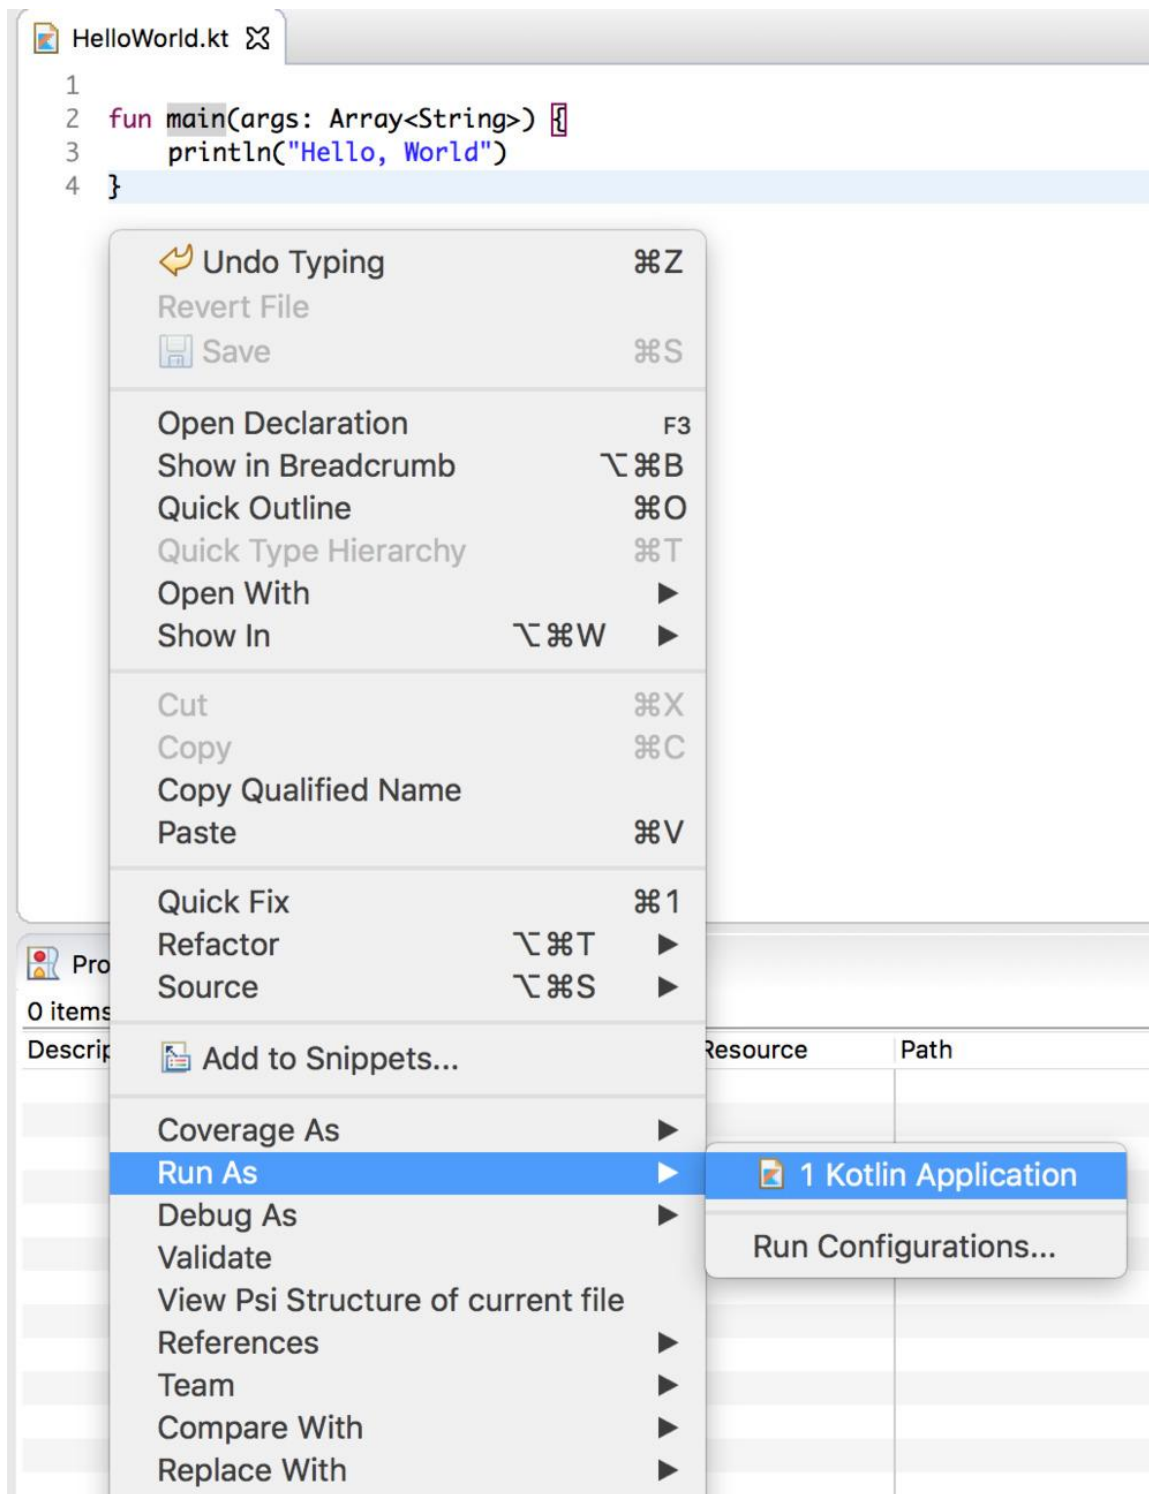 HelloWorld.kt
1
2 fun main(args: Array<String>) {
3 println("Hello, World")
4 }
Undo Typing ⌘Z
Revert File
Save ⌘S
Open Declaration F3
Show in Breadcrumb ⌥⌘B
Quick Outline ⌘O
Quick Type Hierarchy ⌘T
Open With ▶
Show In ⌥⌘W ▶
Cut ⌘X
Copy ⌘C
Copy Qualified Name
Paste ⌘V
Quick Fix ⌘1
Refactor ⌥⌘T ▶
Source ⌥⌘S ▶
Pro
0 items
Descrip Resource Path
Add to Snippets...
Coverage As ▶
Run As ▶
1 Kotlin Application
Debug As ▶
Run Configurations...
Validate
View Psi Structure of current file
References ▶
Team ▶
Compare With ▶
Replace With ▶